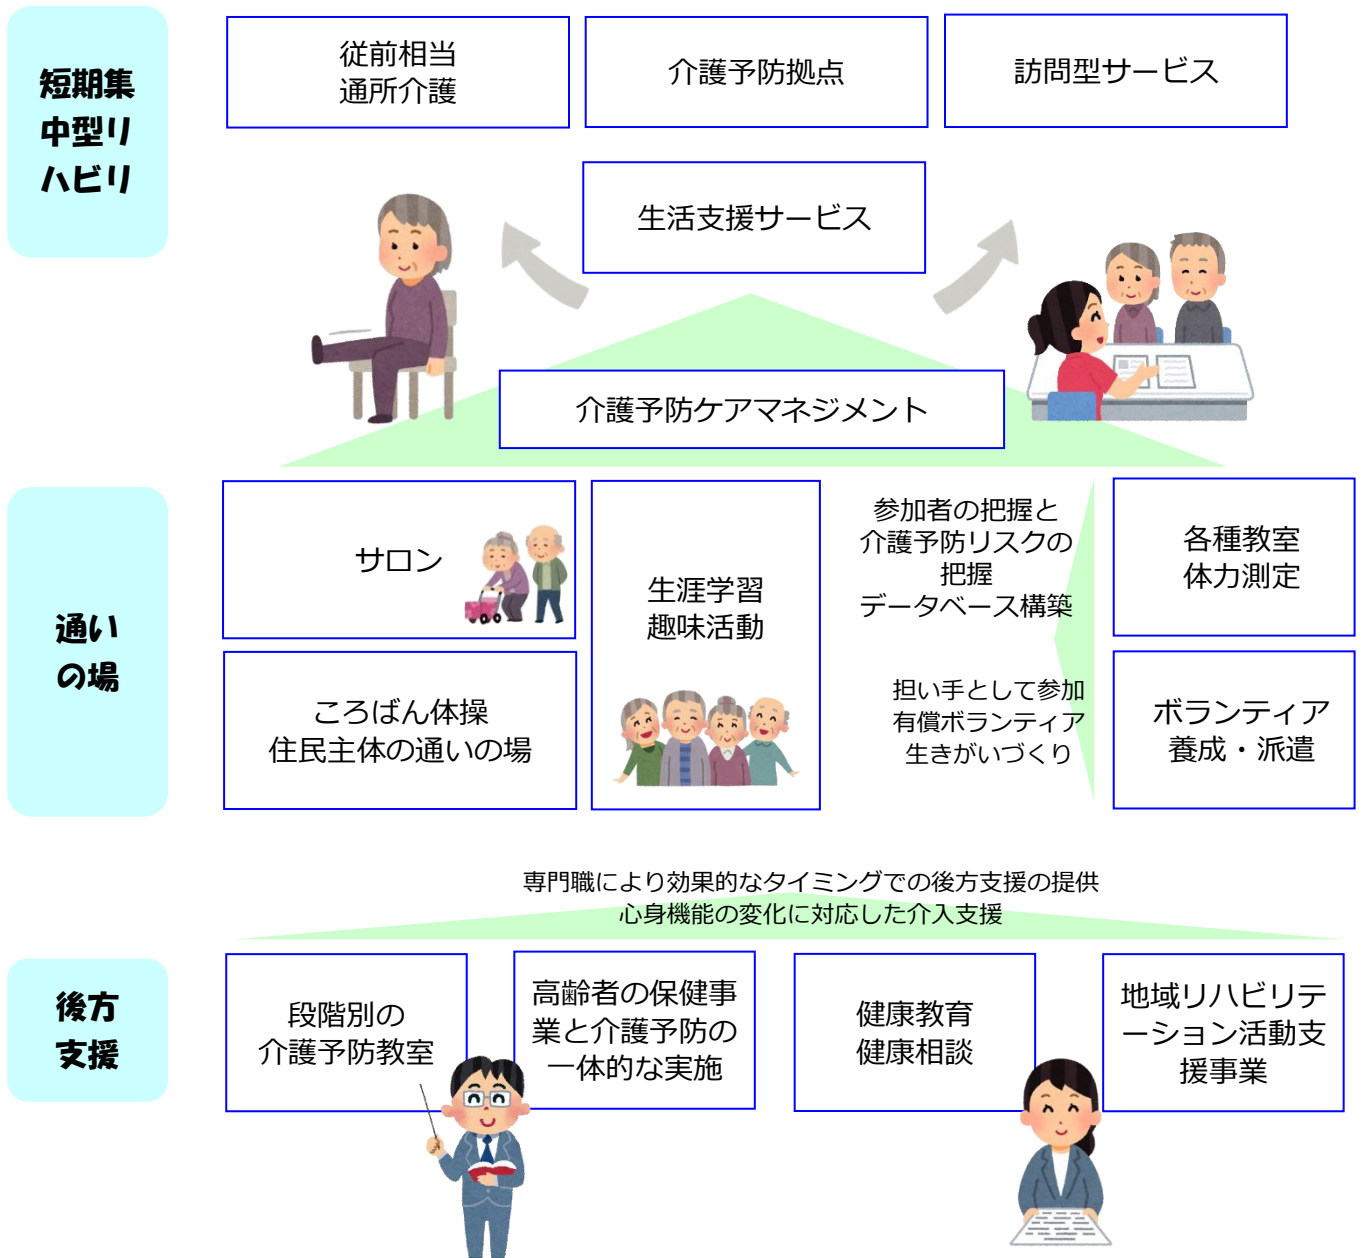 短期集
中型リ
ハビリ
従前相当
通所介護
介護予防拠点
訪問型サービス
生活支援サービス
介護予防ケアマネジメント
通い
の場
サロン
ころばん体操
住民主体の通いの場
生涯学習
趣味活動
参加者の把握と
介護予防リスクの
把握
データベース構築
担い手として参加
有償ボランティア
生きがいづくり
各種教室
体力測定
ボランティア
養成・派遣
専門職により効果的なタイミングでの後方支援の提供
心身機能の変化に対応した介入支援
後方
支援
段階別の
介護予防教室
高齢者の保健事
業と介護予防の
一体的な実施
健康教育
健康相談
地域リハビリテ
ーション活動支
援事業